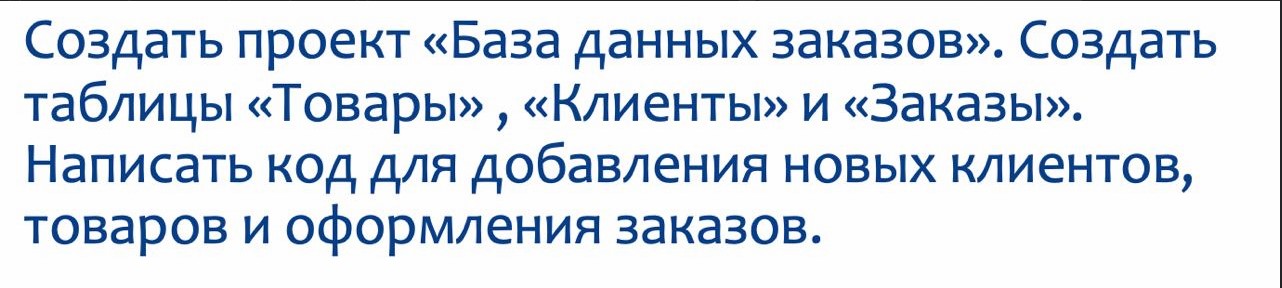 Создать проект «База данных заказов». Создать
таблицы «Товары» , «Клиенты» и «Заказы».
Написать код для добавления новых клиентов,
товаров и оформления заказов.